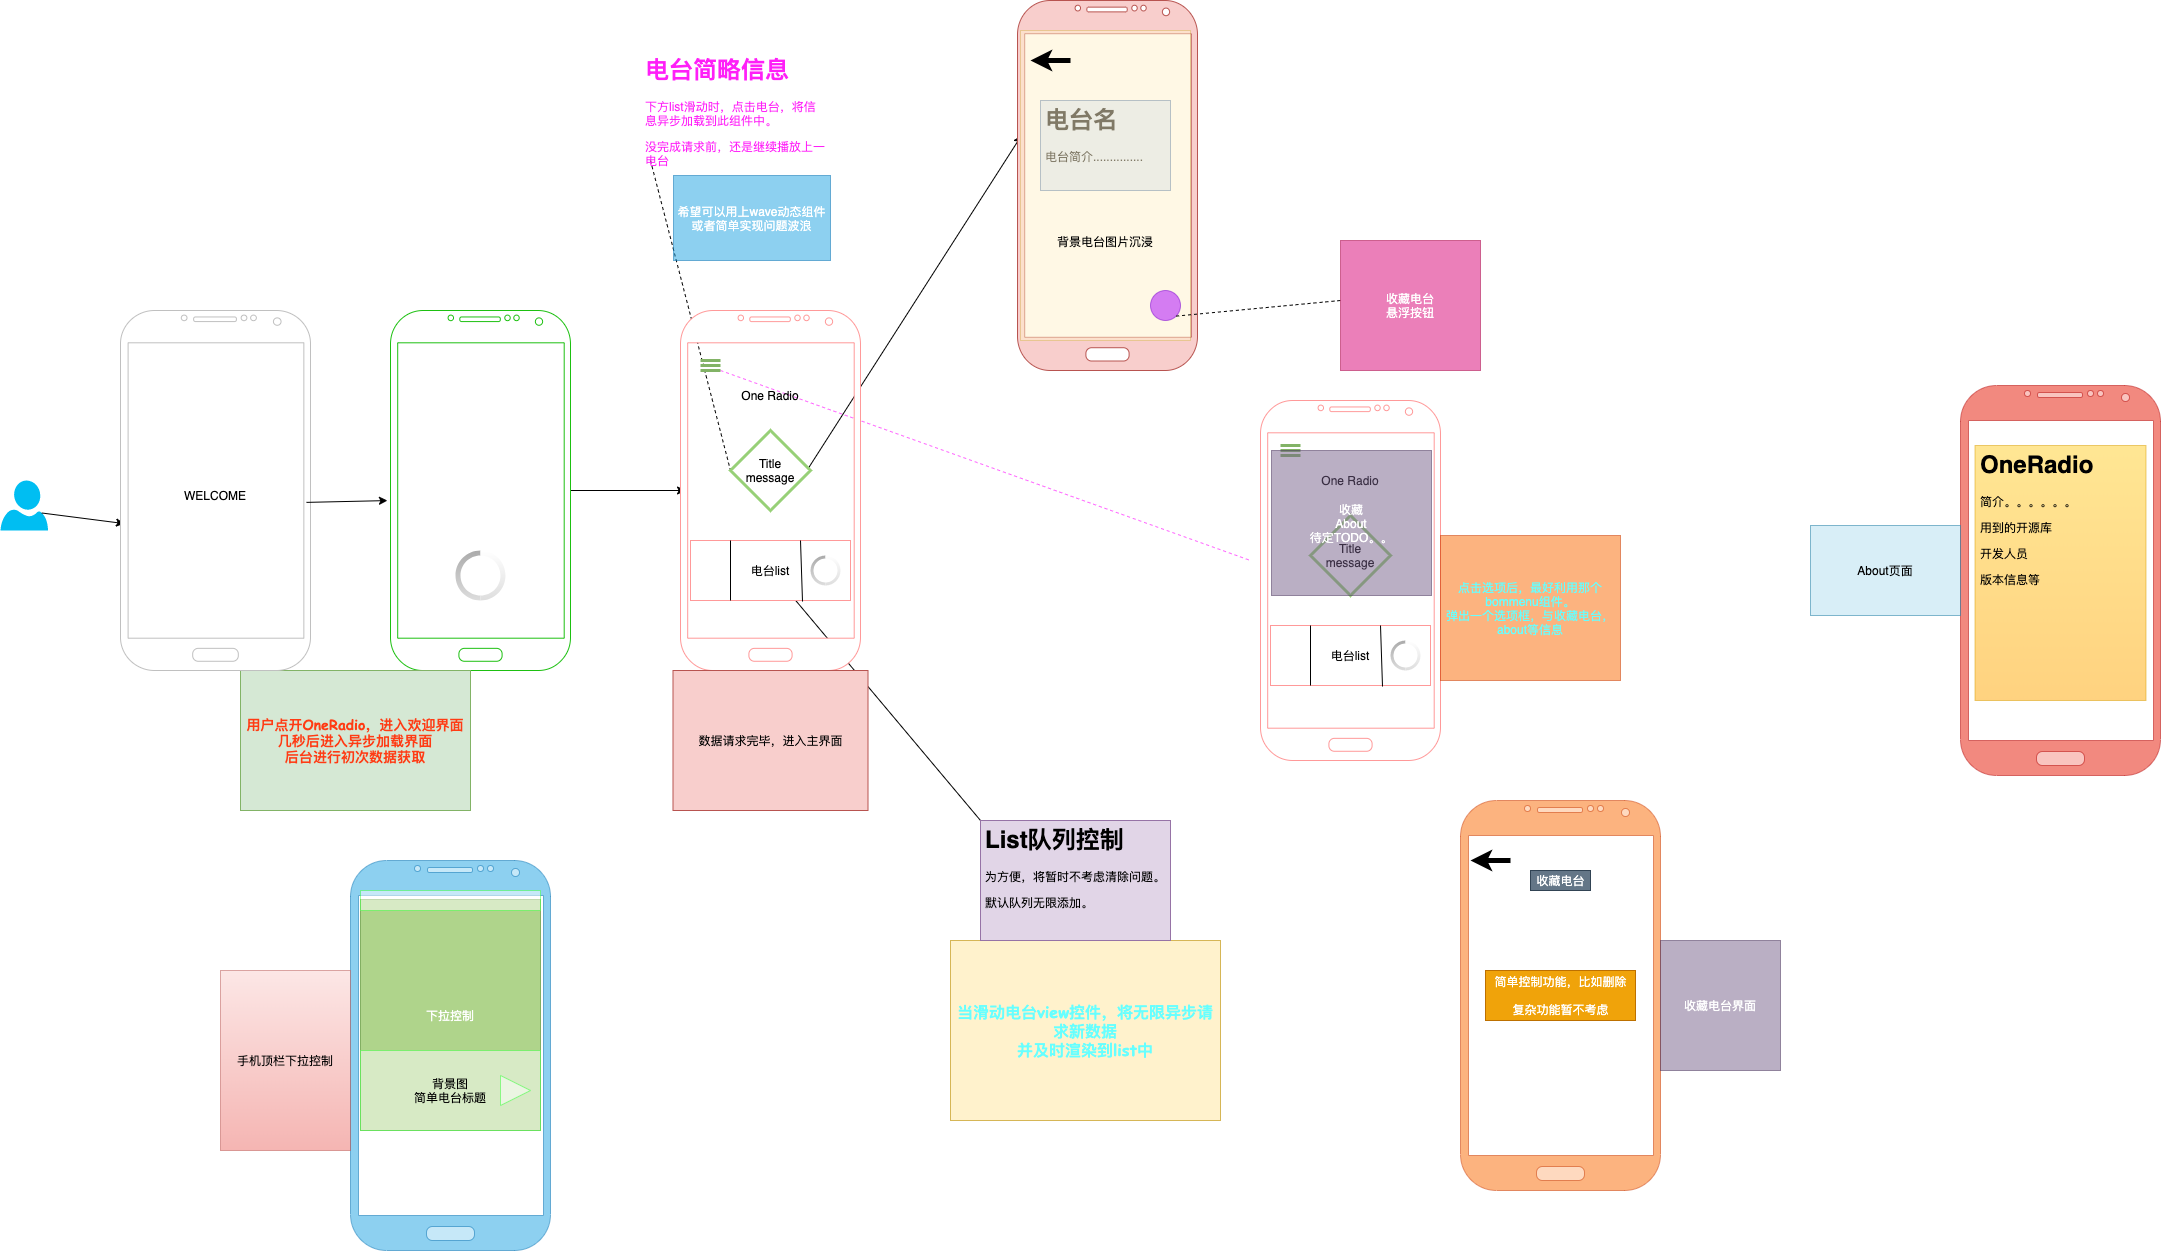 电台简略信息
下方list滑动时，点击电台，将信
息异步加载到此组件中。
没完成请求前，还是继续播放上一
电台
希望可以用上wave动态组件
或者简单实现问题波浪
电台名
电台简介...............
背景电台图片沉浸
收藏电台
悬浮按钮
WELCOME
One Radio
Title
message
电台list
用户点开OneRadio，进入欢迎界面
几秒后进入异步加载界面
后台进行初次数据获取
数据请求完毕，进入主界面
One Radio
收藏
About
待定TODO。。
Title
message
电台list
点击选项后，最好利用那个
bommenu组件。
弹出一个选项框，与收藏电台，
about等信息
About页面
OneRadio
简介。。。。。。
用到的开源库
开发人员
版本信息等
List队列控制
为方便，将暂时不考虑清除问题。
默认队列无限添加。
当滑动电台view控件，将无限异步请
求新数据
并及时渲染到list中
手机顶栏下拉控制
下拉控制
背景图
简单电台标题
收藏电台
简单控制功能，比如删除
复杂功能暂不考虑
收藏电台界面